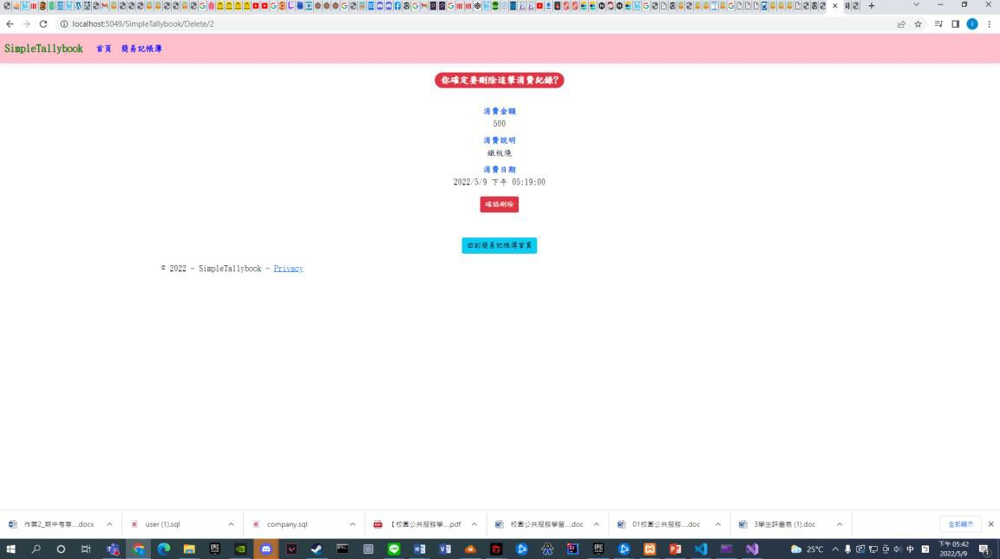 localhost:5049/SimpleTallybook/Delete/2
SimpleTallybook 首頁 簡易記帳簿
你確定要刪除這筆消費紀錄?
消費金額
500
消費說明
鐵板燒
消費日期
2022/5/9 下午 05:19:00
確認刪除
回到簡易記帳簿首頁
© 2022 - SimpleTallybook - Privacy
作業2_期中考專....docx user (1).sql company.sql 【校園公共服務學....pdf 校園公共服務學習....doc 01校園公共服務....doc 3學生評量表 (1).doc 全部顯示
25°C 中 下午 05:42
2022/5/9